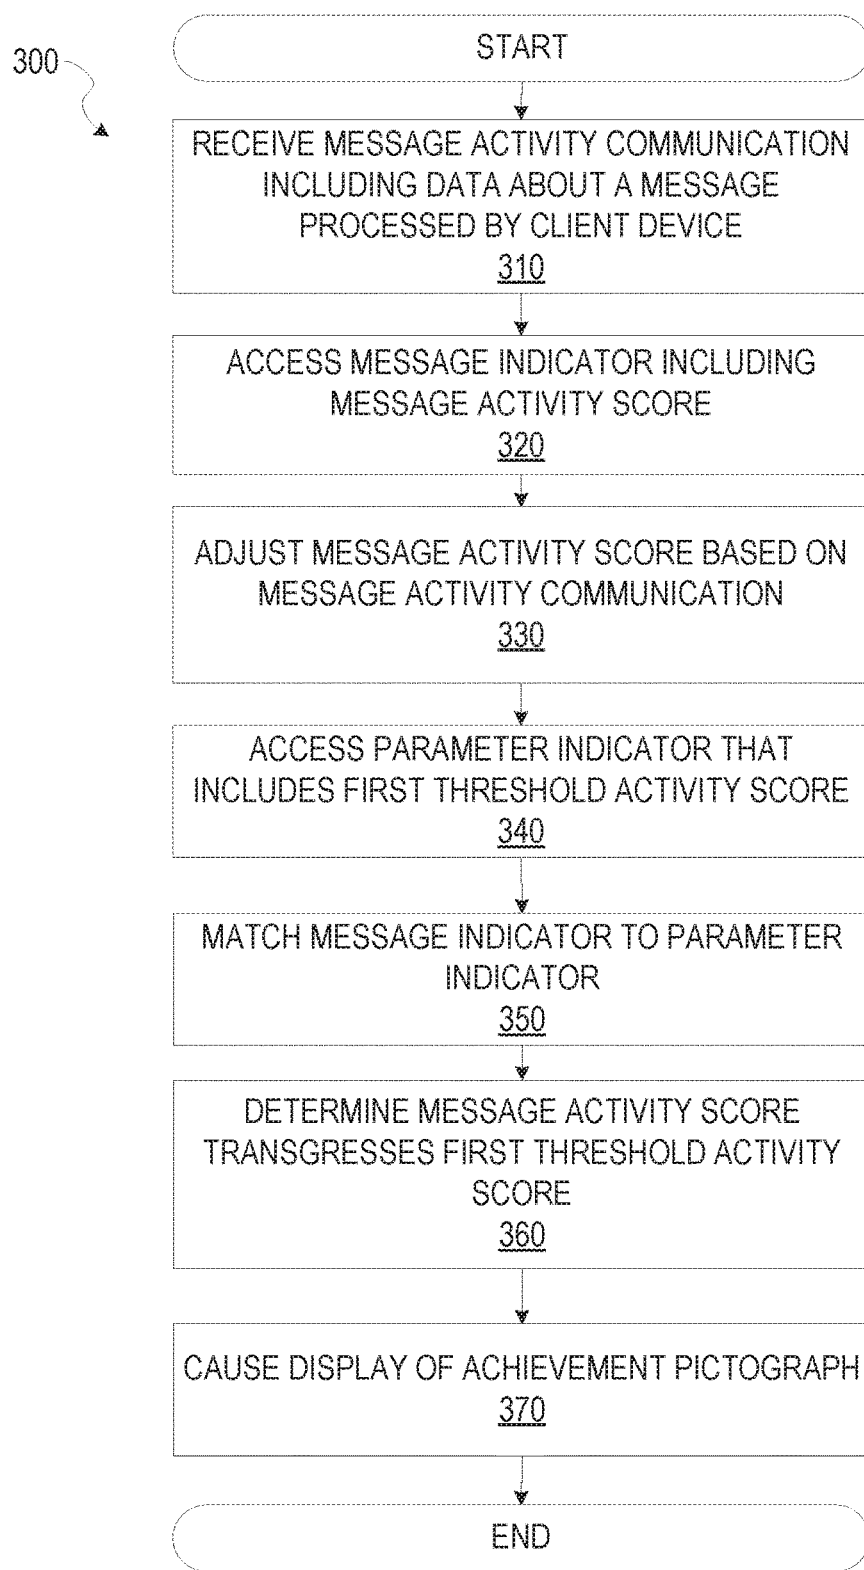 START
300
RECEIVE MESSAGE ACTIVITY COMMUNICATION
INCLUDING DATA ABOUT A MESSAGE
PROCESSED BY CLIENT DEVICE
310
ACCESS MESSAGE INDICATOR INCLUDING
MESSAGE ACTIVITY SCORE
320
ADJUST MESSAGE ACTIVITY SCORE BASED ON
MESSAGE ACTIVITY COMMUNICATION
330
ACCESS PARAMETER INDICATOR THAT
INCLUDES FIRST THRESHOLD ACTIVITY SCORE
340
MATCH MESSAGE INDICATOR TO PARAMETER
INDICATOR
350
DETERMINE MESSAGE ACTIVITY SCORE
TRANSGRESSES FIRST THRESHOLD ACTIVITY
SCORE
360
CAUSE DISPLAY OF ACHIEVEMENT PICTOGRAPH
370
END